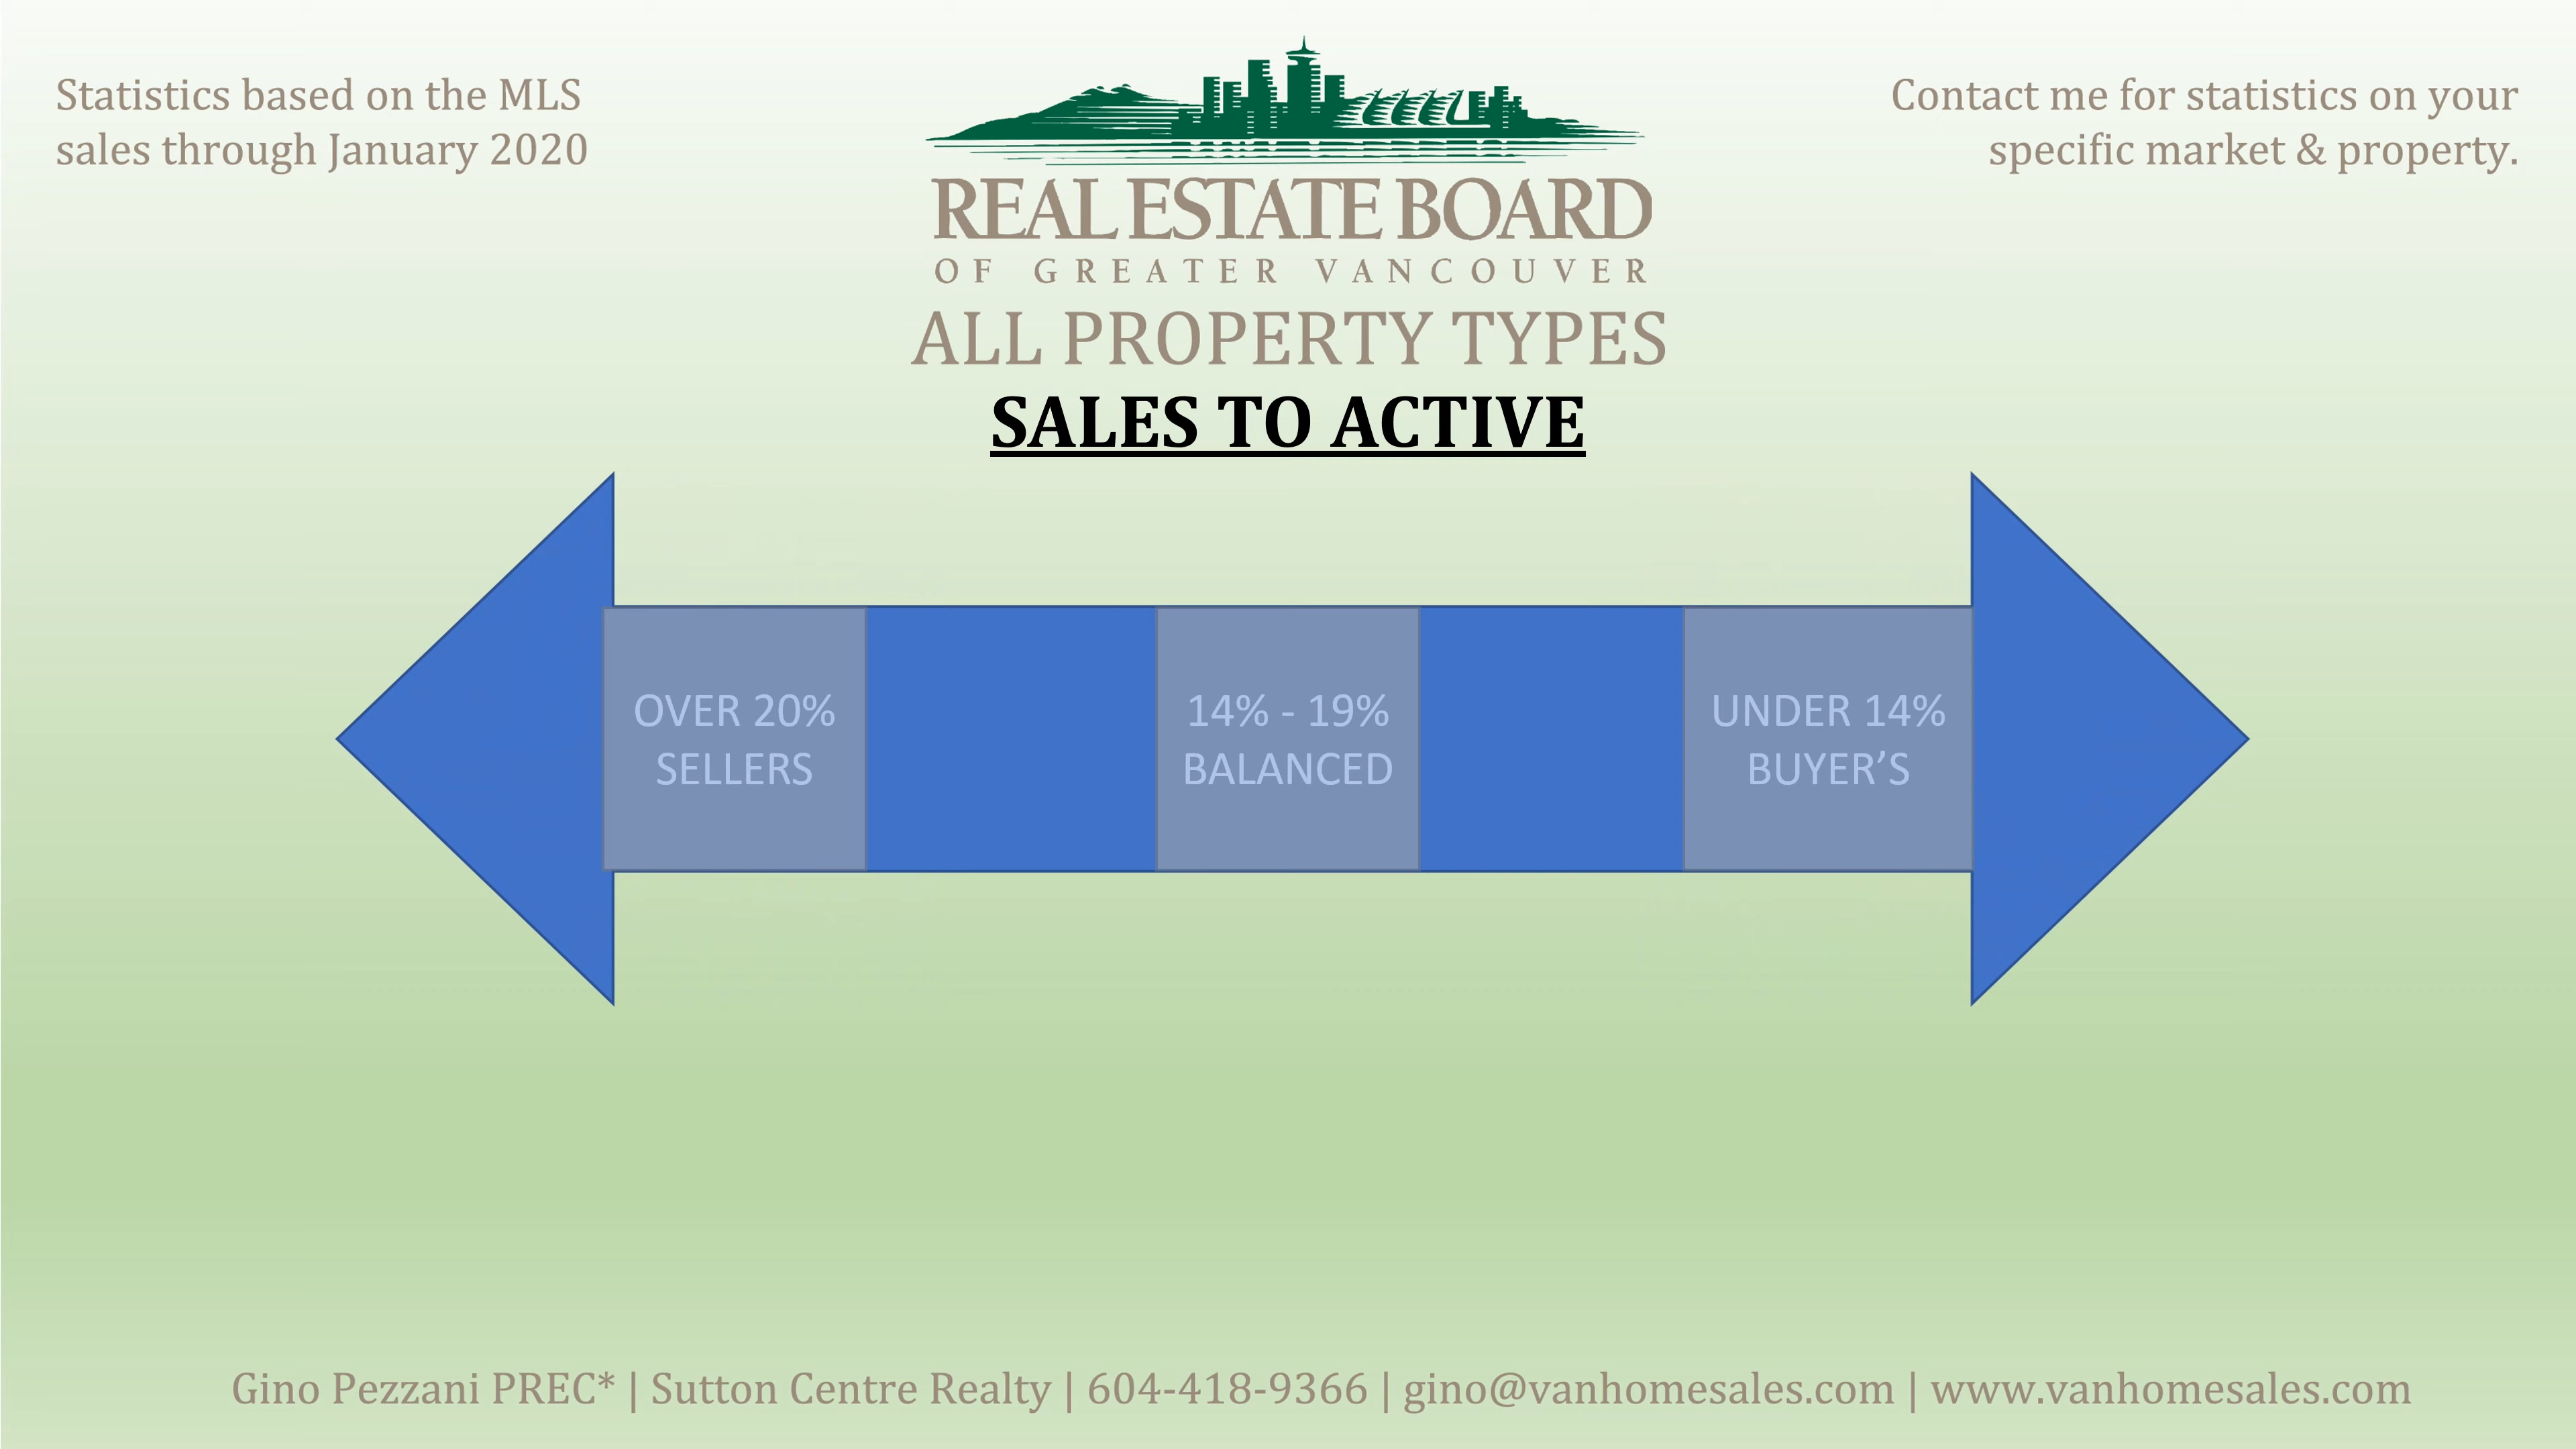 Statistics based on the MLS
sales through January 2020
REAL ESTATE BOARD
OF GREATER VANCOUVER
ALL PROPERTY TYPES
SALES TO ACTIVE
Contact me for statistics on your
specific market & property.
OVER 20%
SELLERS
14% - 19%
BALANCED
UNDER 14%
BUYER’S
Gino Pezzani PREC* | Sutton Centre Realty | 604-418-9366 | gino@vanhomesales.com | www.vanhomesales.com